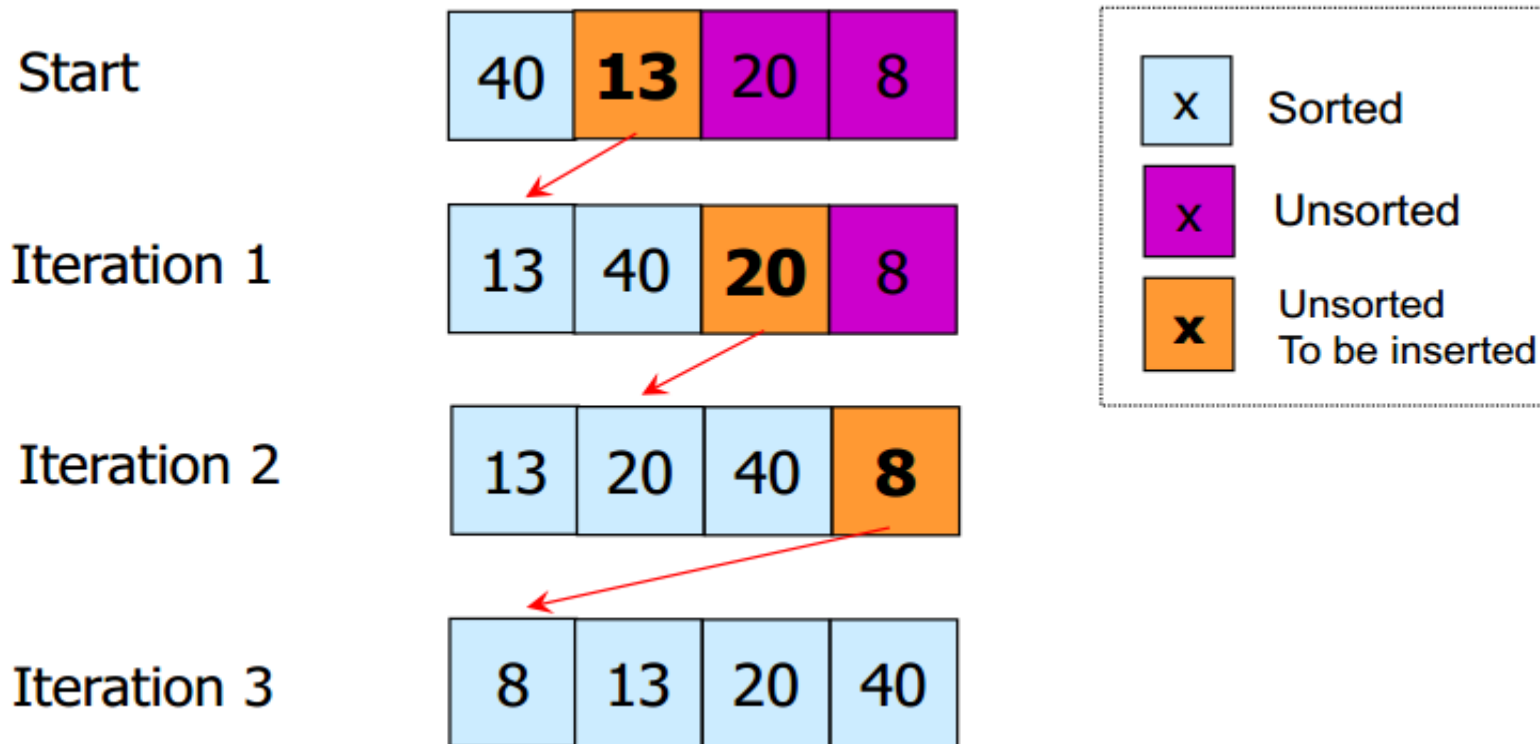 Start
40 13 20 8
Iteration 1
13 40 20 8
Iteration 2
13 20 40 8
Iteration 3
8 13 20 40
x Sorted
x Unsorted
x Unsorted
To be inserted